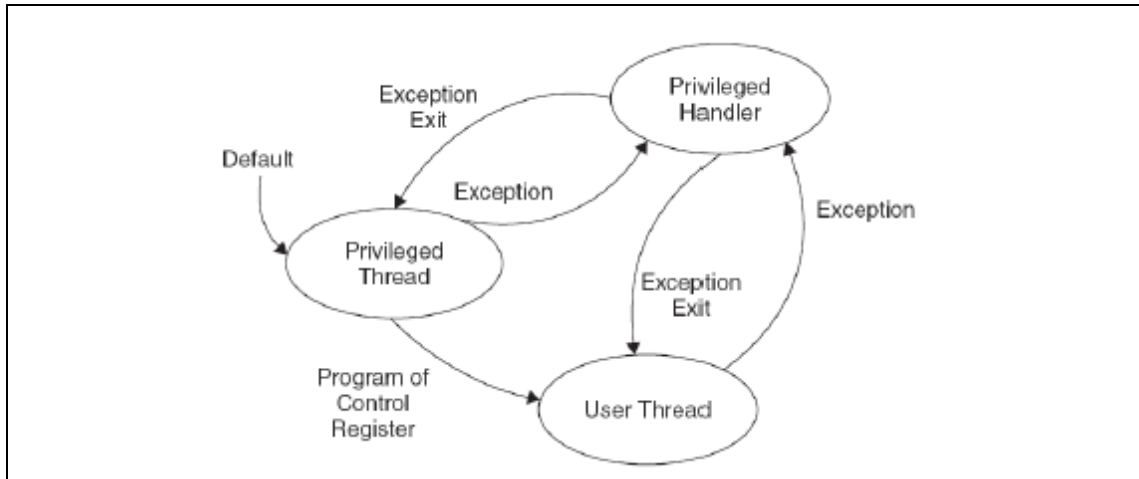 Privileged
Handler
Exception
Exit
Default
Exception
Exception
Privileged
Thread
Exception
Exit
Program of
Control
Register
User Thread